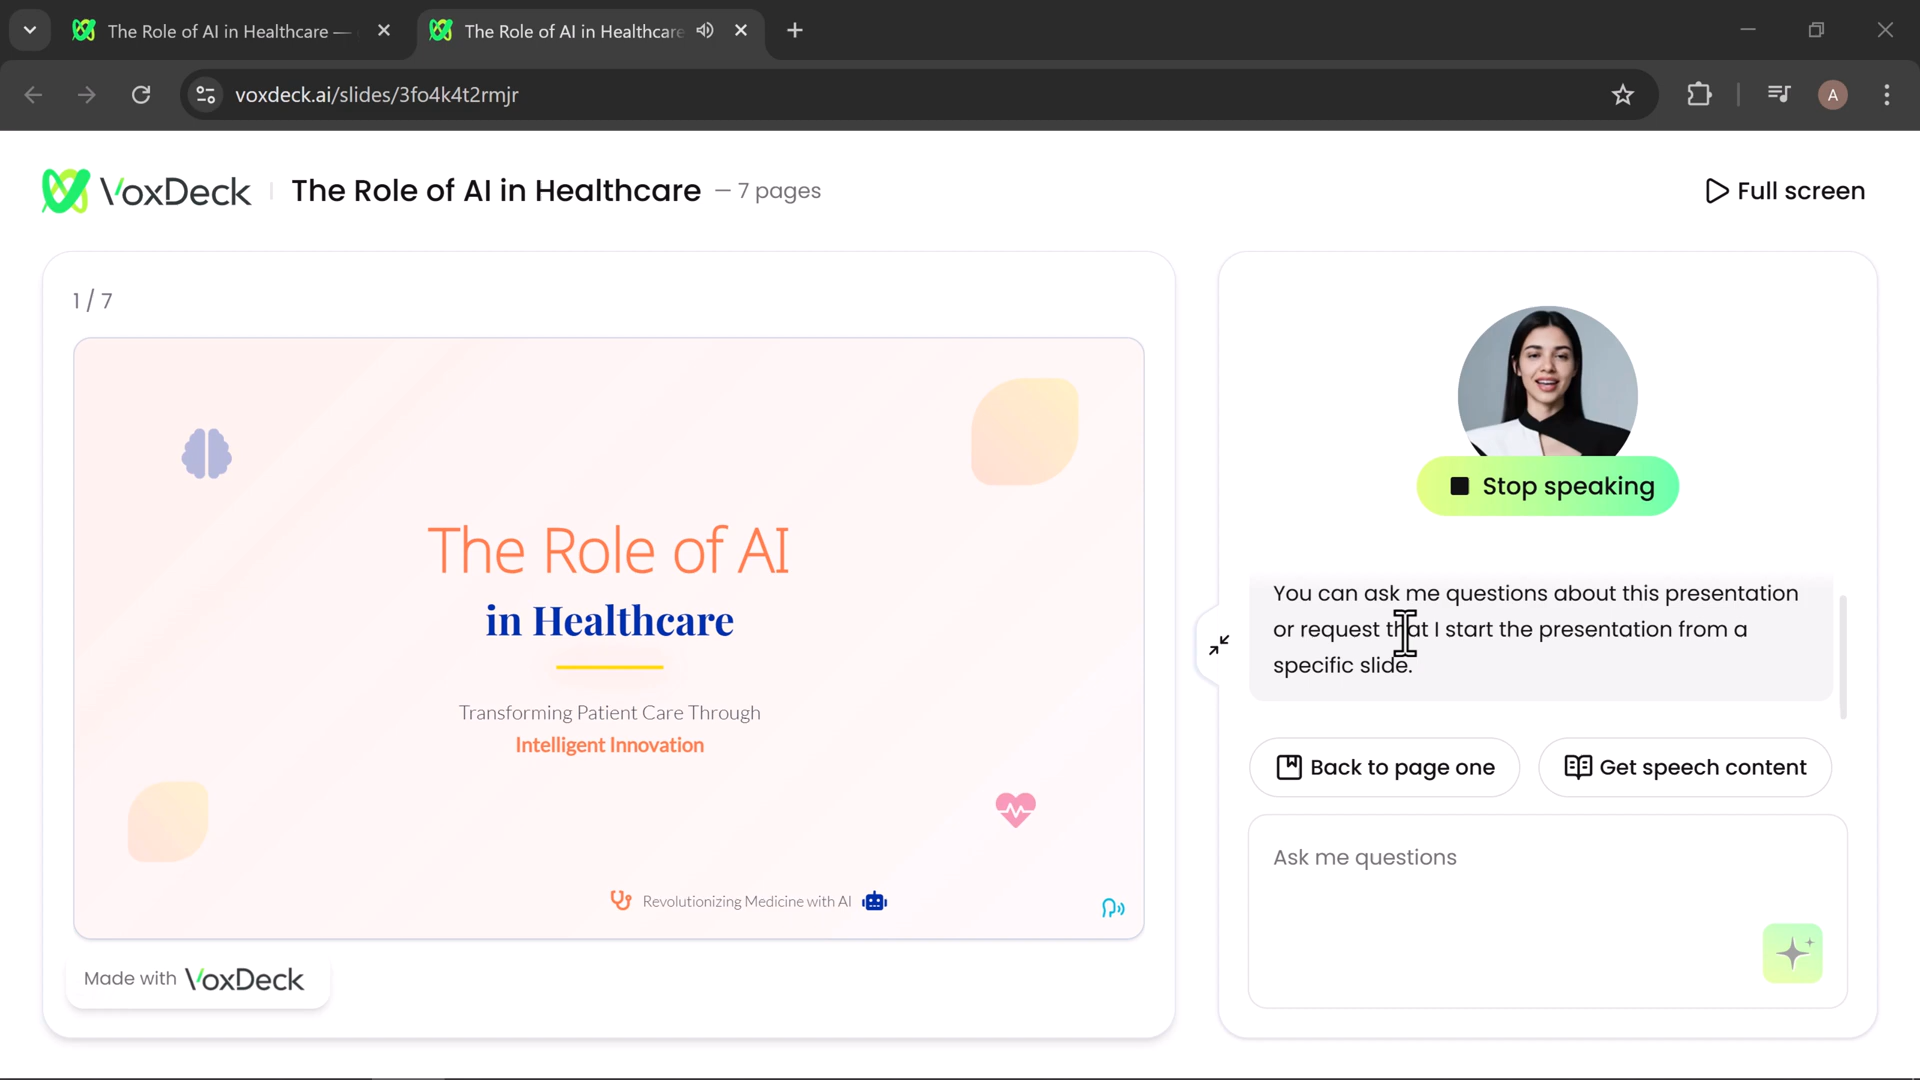 The Role of AI in Healthcare —
The Role of AI in Healthcare
voxdeck.ai/slides/3fo4k4t2rmjr
A
VoxDeck
The Role of AI in Healthcare
— 7 pages
Full screen
1 / 7
The Role of AI
in Healthcare
Transforming Patient Care Through
Intelligent Innovation
Revolutionizing Medicine with AI
Made with VoxDeck
Stop speaking
You can ask me questions about this presentation
or request that I start the presentation from a
specific slide.
Back to page one
Get speech content
Ask me questions